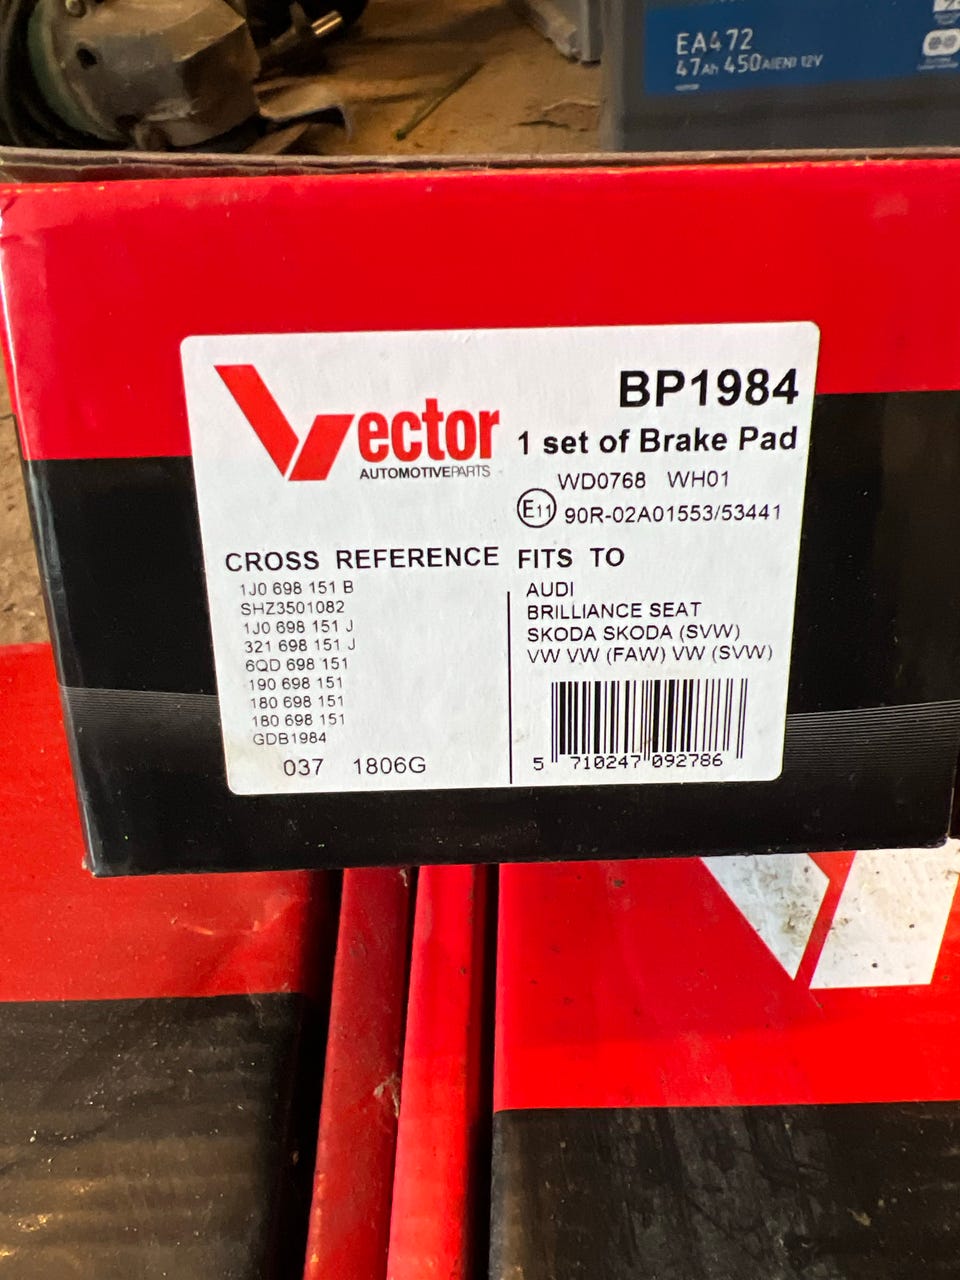 EA472
47Ah 450A(EN) 12V
Vector
AUTOMOTIVEPARTS
BP1984
1 set of Brake Pad
WD0768 WH01
E11 90R-02A01553/53441
CROSS REFERENCE
1J0 698 151 B
SHZ3501082
1J0 698 151 J
321 698 151 J
6QD 698 151
190 698 151
180 698 151
180 698 151
GDB1984
037 1806G
FITS TO
AUDI
BRILLIANCE SEAT
SKODA SKODA (SVW)
VW VW (FAW) VW (SVW)
5 710247 092786